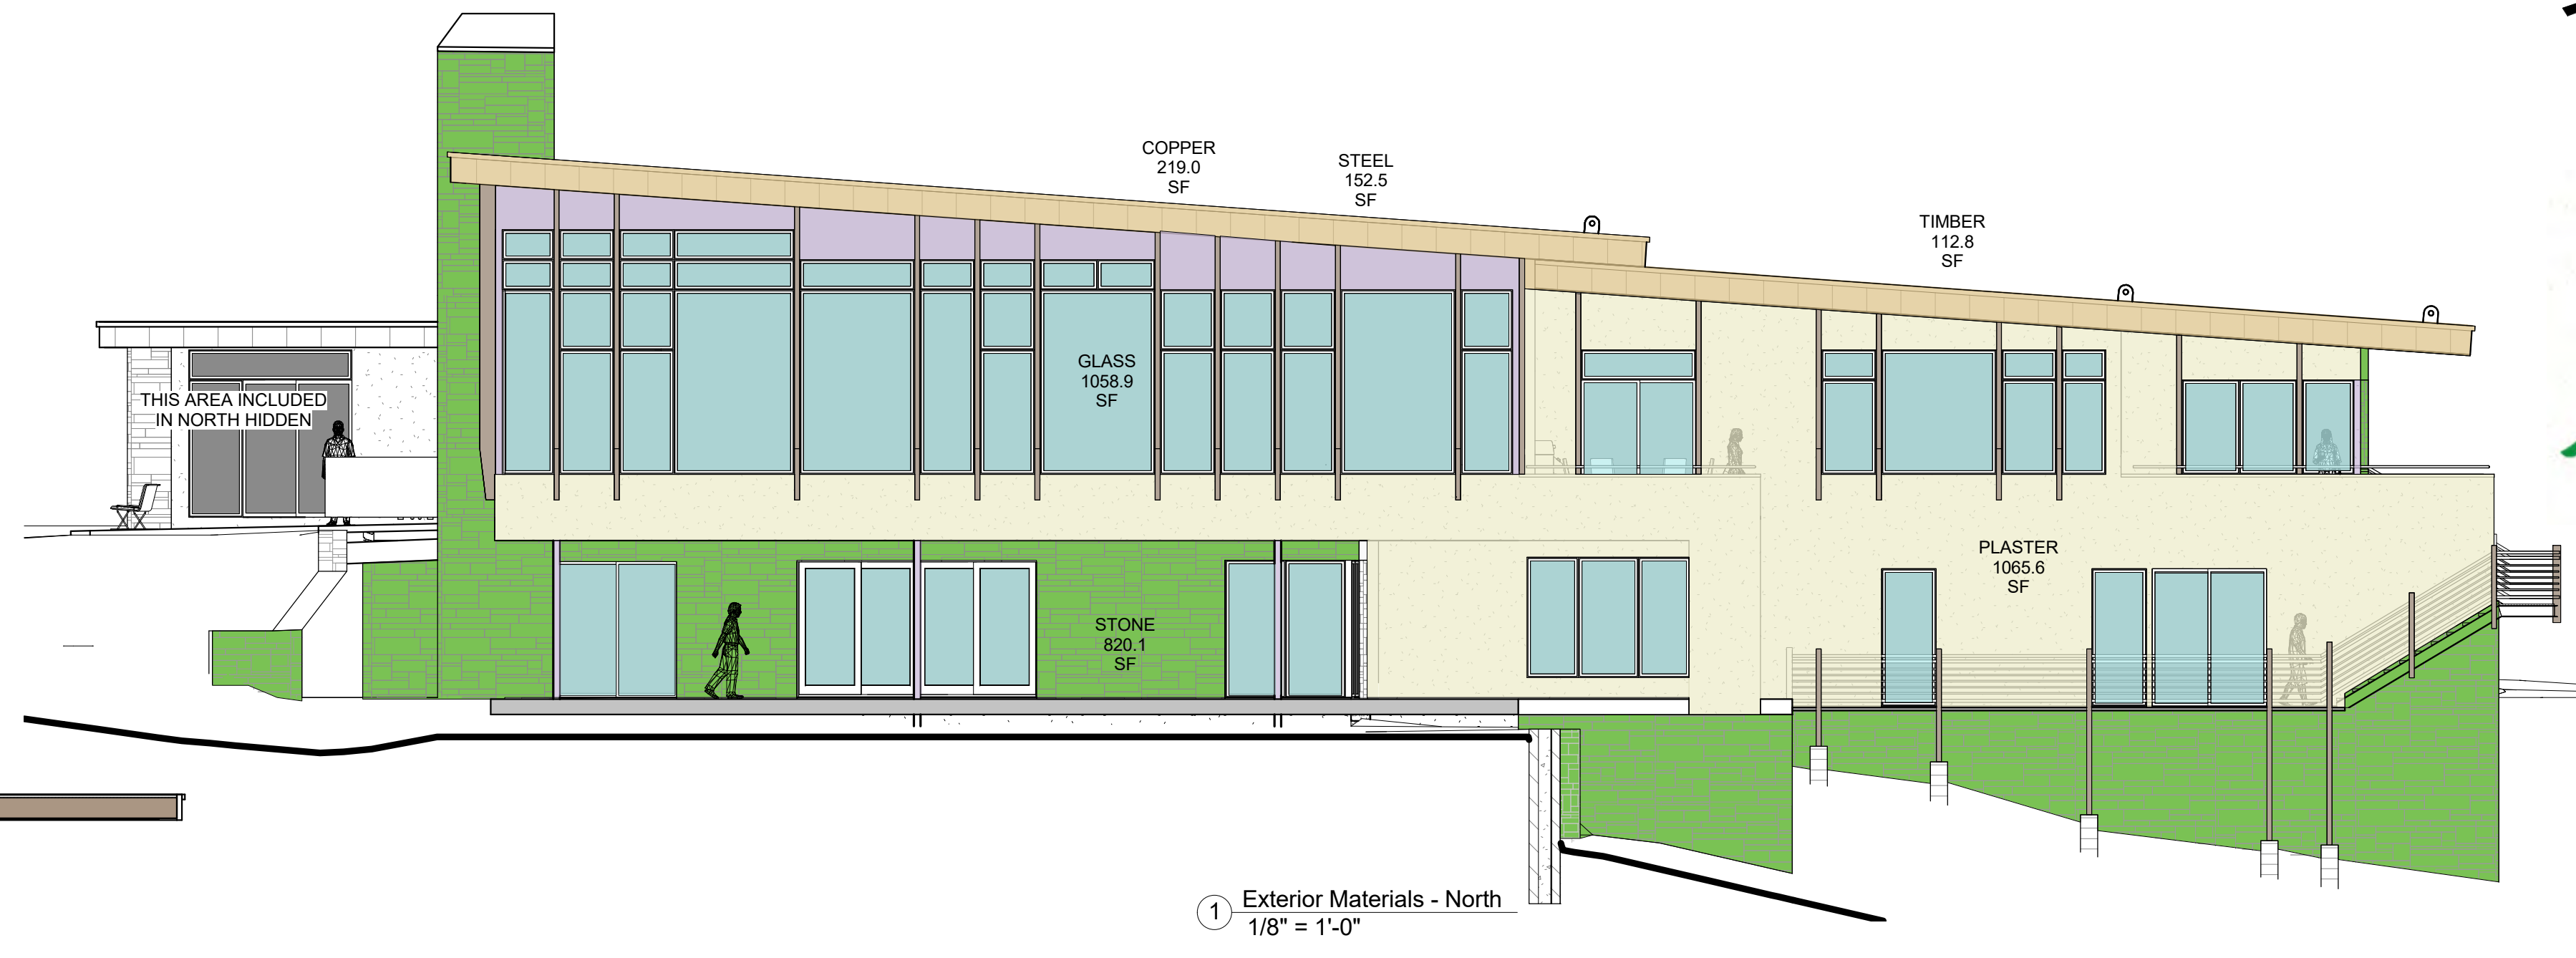 COPPER
219.0
SF
STEEL
152.5
SF
TIMBER
112.8
SF
THIS AREA INCLUDED
IN NORTH HIDDEN
GLASS
1058.9
SF
PLASTER
1065.6
SF
STONE
820.1
SF
1 Exterior Materials - North
1/8" = 1'-0"